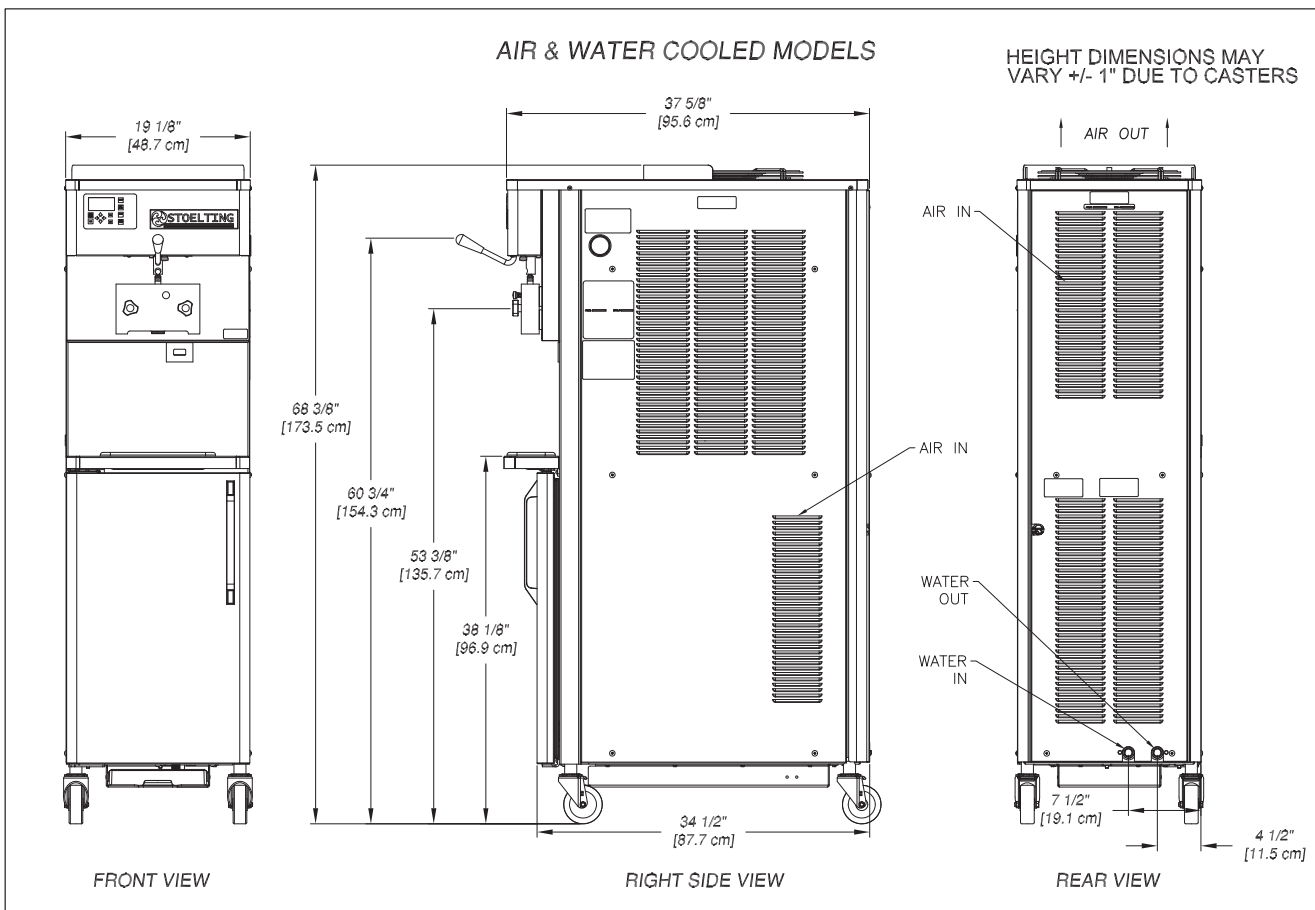 AIR & WATER COOLED MODELS
HEIGHT DIMENSIONS MAY
VARY +/- 1" DUE TO CASTERS
19 1/8"
[48.7 cm]
37 5/8"
[95.6 cm]
AIR OUT
STOELTING
AIR IN
68 3/8"
[173.5 cm]
60 3/4"
[154.3 cm]
53 3/8"
[135.7 cm]
38 1/8"
[96.9 cm]
AIR IN
WATER
OUT
WATER
IN
34 1/2"
[87.7 cm]
7 1/2"
[19.1 cm]
4 1/2"
[11.5 cm]
FRONT VIEW
RIGHT SIDE VIEW
REAR VIEW